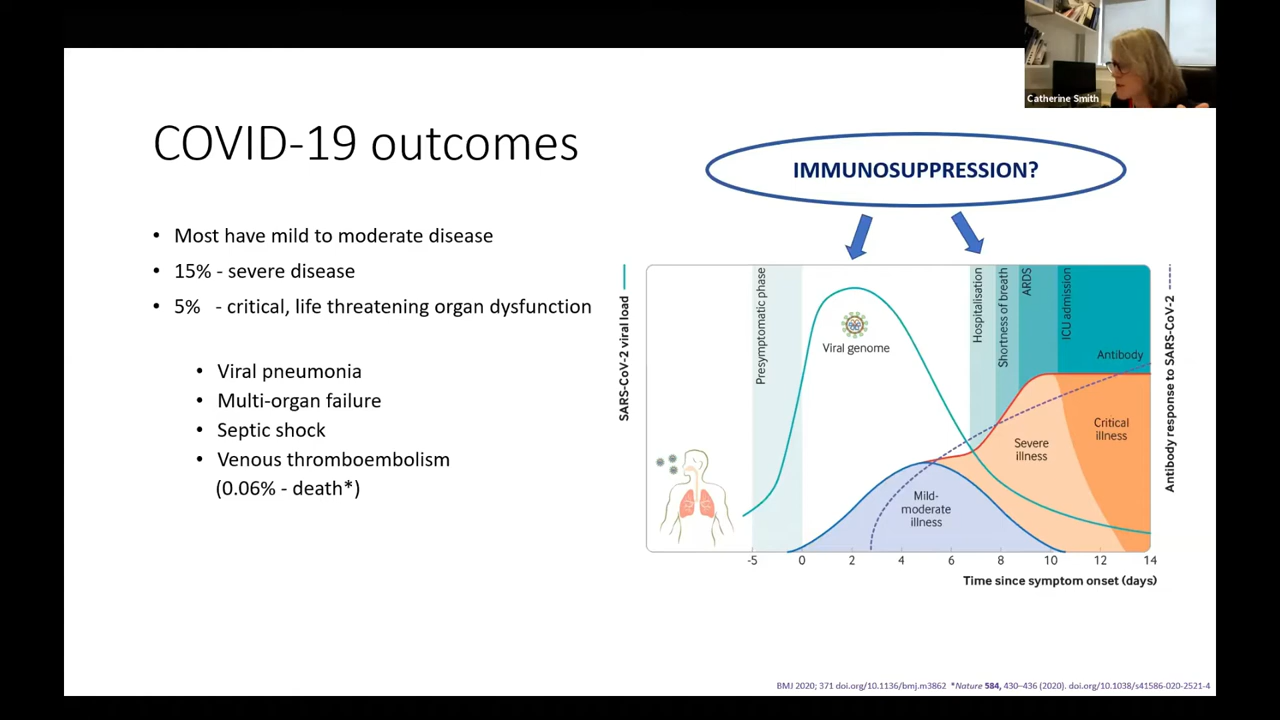 Catherine Smith
COVID-19 outcomes
• Most have mild to moderate disease
• 15% - severe disease
• 5% - critical, life threatening organ dysfunction
• Viral pneumonia
• Multi-organ failure
• Septic shock
• Venous thromboembolism
(0.06% - death*)
IMMUNOSUPPRESSION?
SARS-CoV-2 viral load
Presymptomatic phase
Viral genome
Hospitalisation
Shortness of breath
ARDS
ICU admission
Antibody
Antibody response to SARS-CoV-2
Mild-
moderate
illness
Severe
illness
Critical
illness
-5 0 2 4 6 8 10 12 14
Time since symptom onset (days)
BMJ 2020; 371 doi.org/10.1136/bmj.m3862 *Nature 584, 430–436 (2020). doi.org/10.1038/s41586-020-2521-4